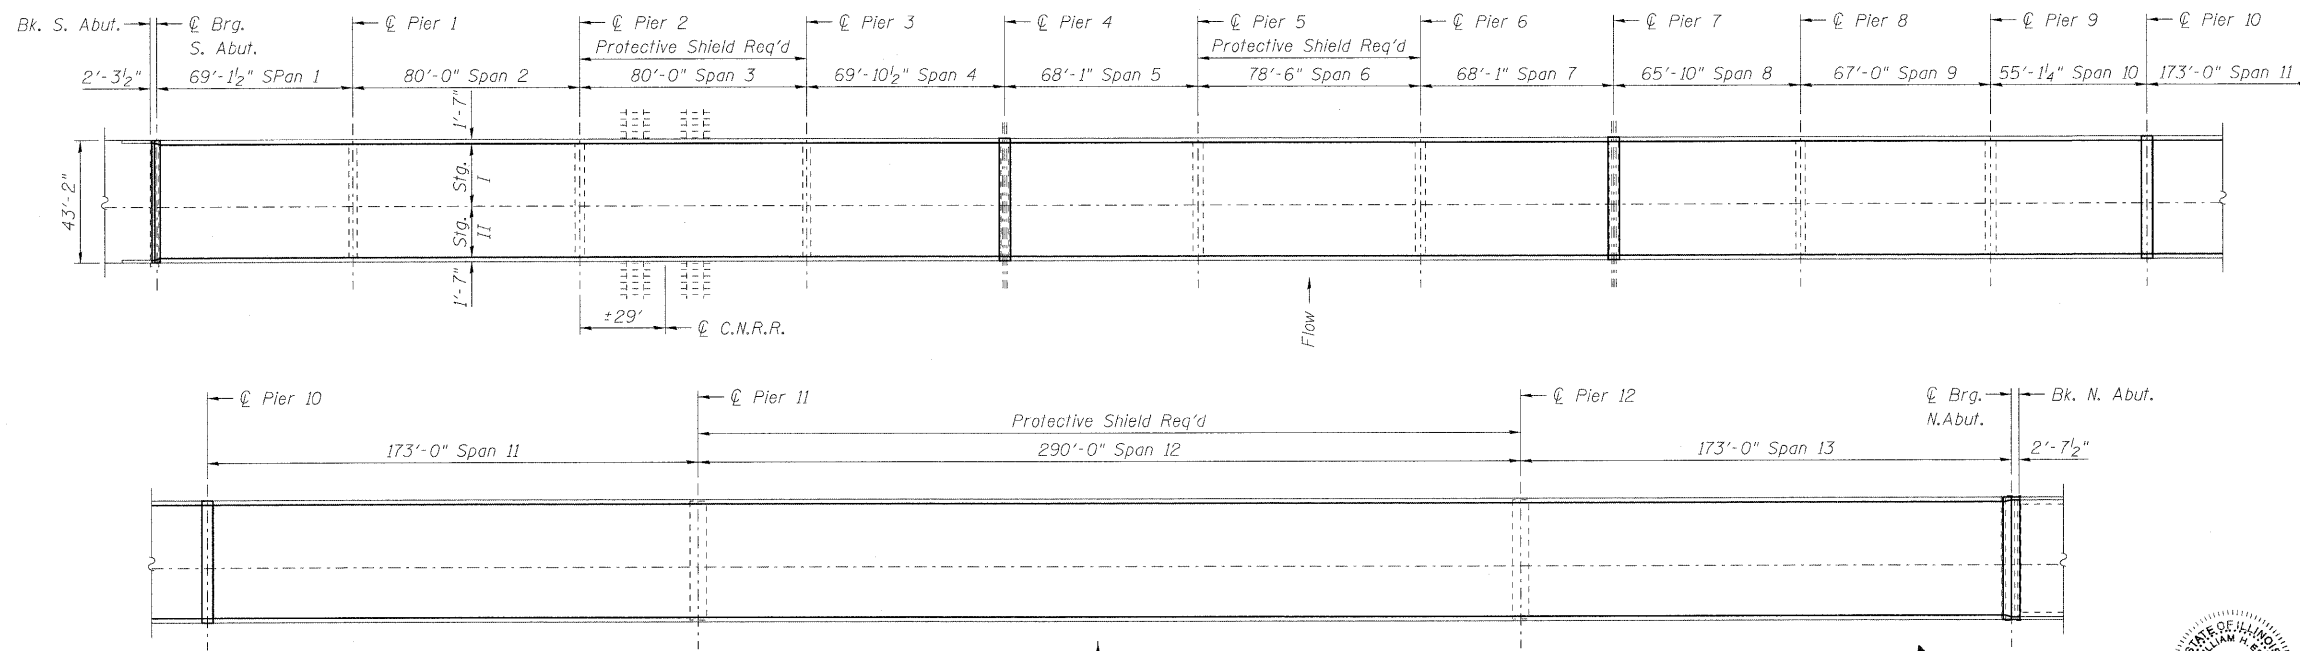 Bk. S. Abut.
℄ Brg.
S. Abut.
℄ Pier 1
℄ Pier 2
℄ Pier 3
℄ Pier 4
℄ Pier 5
℄ Pier 6
℄ Pier 7
℄ Pier 8
℄ Pier 9
℄ Pier 10
Protective Shield Req'd
Protective Shield Req'd
2'-3½"
69'-1½" SPan 1
80'-0" Span 2
80'-0" Span 3
69'-10½" Span 4
68'-1" Span 5
78'-6" Span 6
68'-1" Span 7
65'-10" Span 8
67'-0" Span 9
55'-1¼" Span 10
173'-0" Span 11
1'-7"
43'-2"
Stg.
I
Stg.
II
1'-7"
±29'
℄ C.N.R.R.
Flow
℄ Pier 10
℄ Pier 11
℄ Pier 12
℄ Brg.
N.Abut.
Bk. N. Abut.
Protective Shield Req'd
173'-0" Span 11
290'-0" Span 12
173'-0" Span 13
2'-7½"
STATE OF ILLINOIS